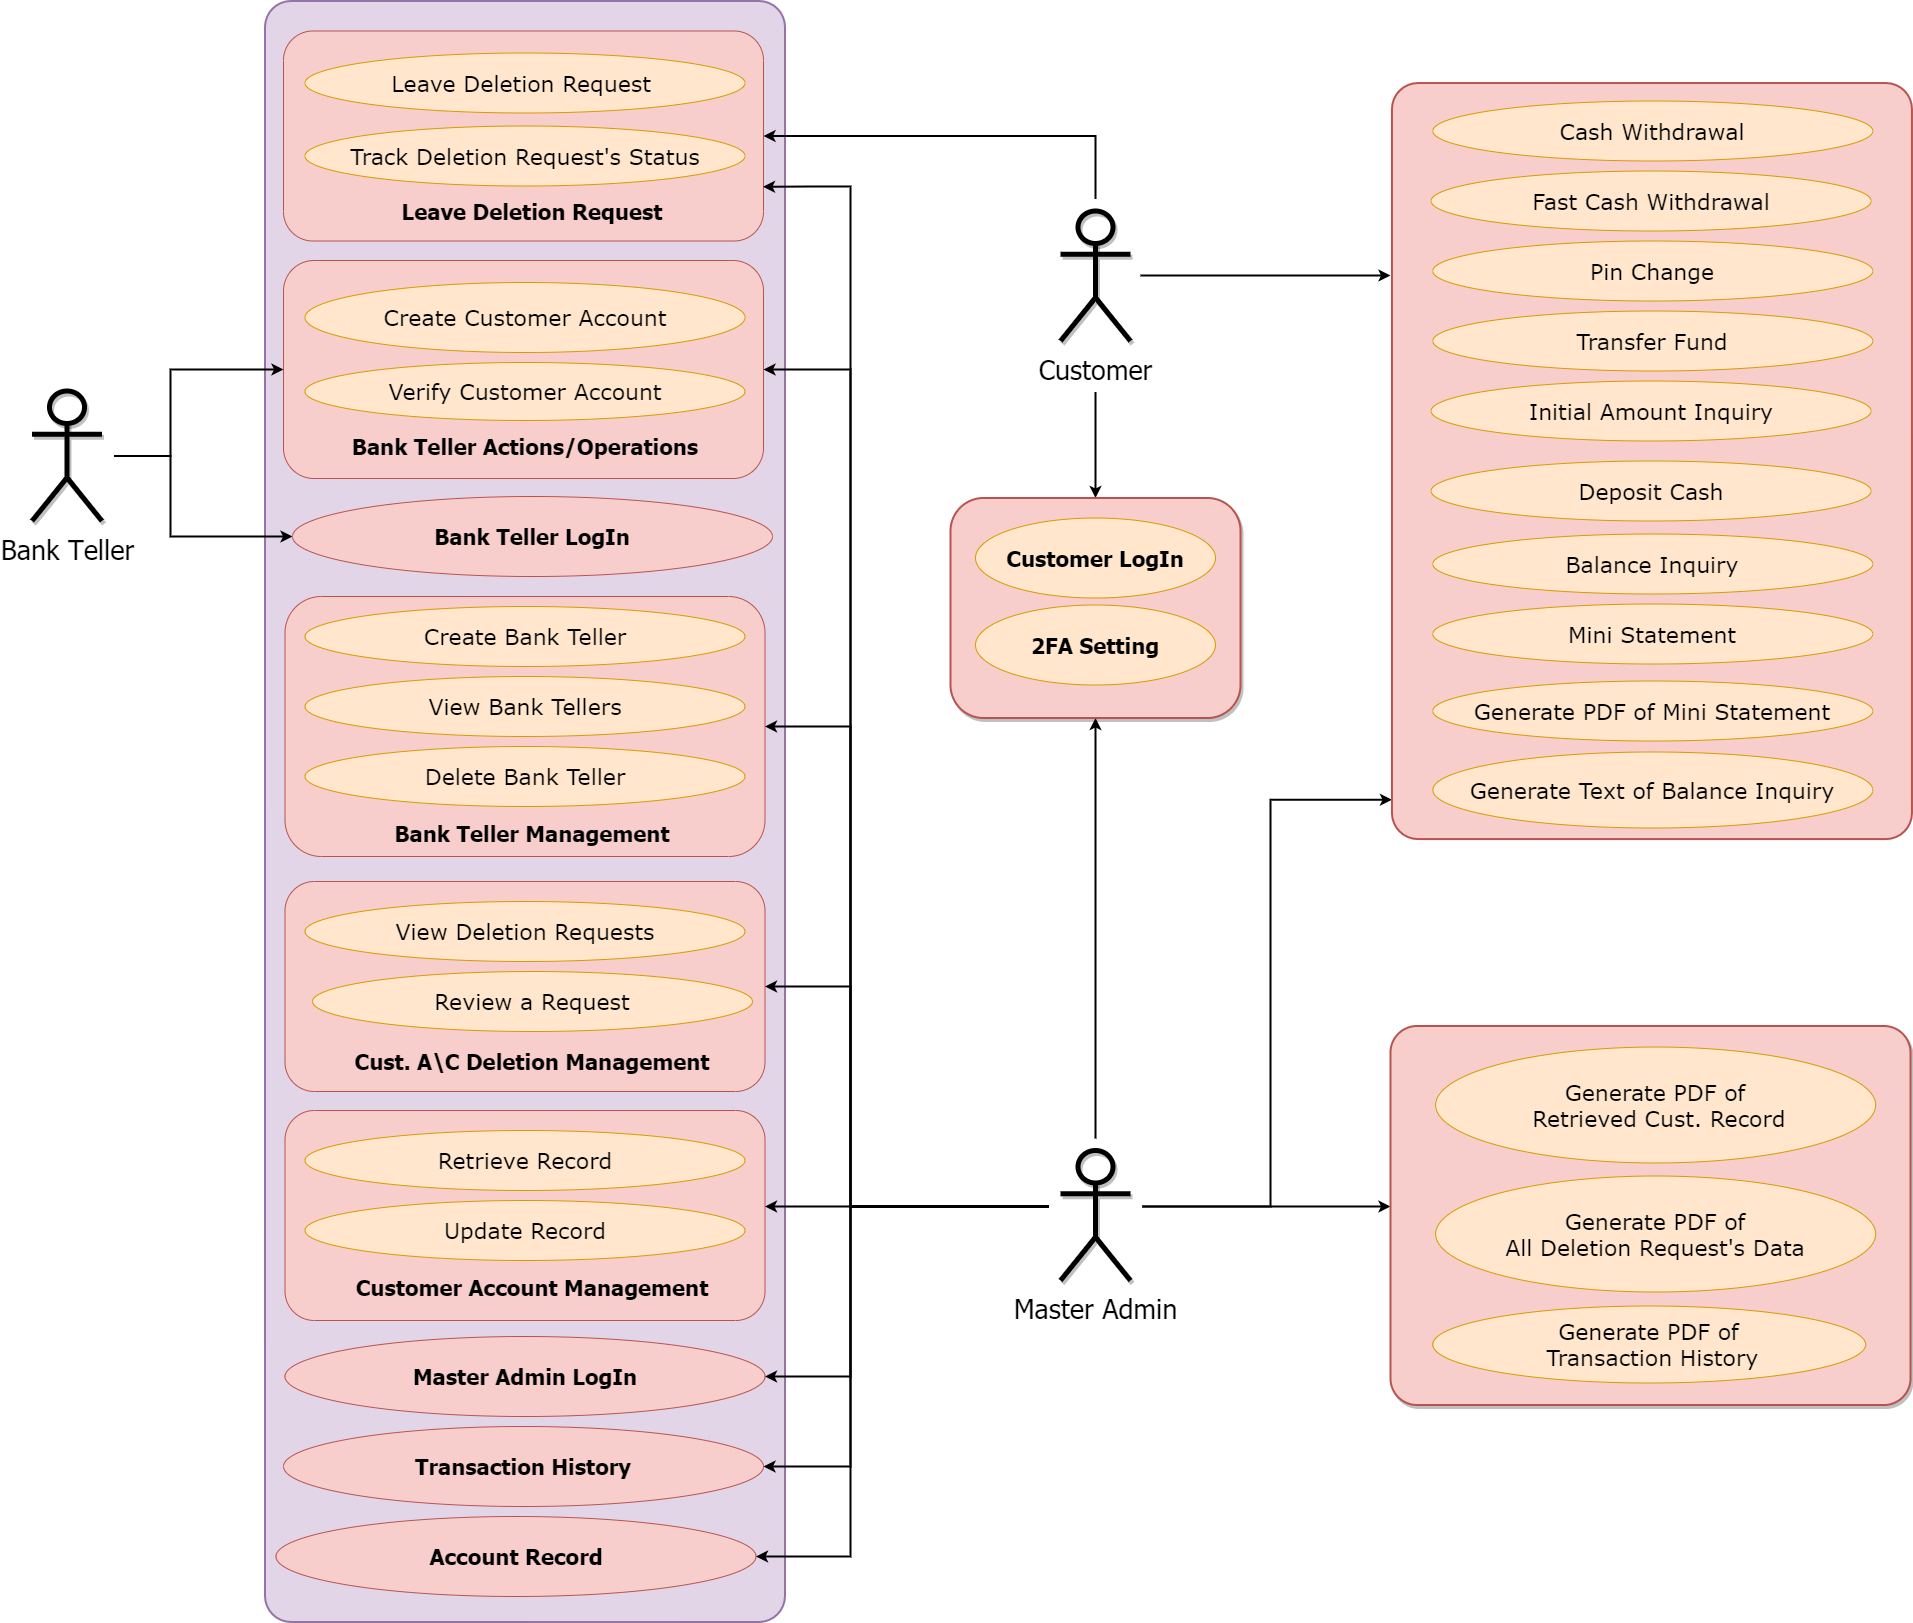 Leave Deletion Request
Track Deletion Request's Status
Leave Deletion Request
Create Customer Account
Verify Customer Account
Bank Teller Actions/Operations
Bank Teller
Bank Teller LogIn
Create Bank Teller
View Bank Tellers
Delete Bank Teller
Bank Teller Management
View Deletion Requests
Review a Request
Cust. A\C Deletion Management
Retrieve Record
Update Record
Customer Account Management
Master Admin LogIn
Transaction History
Account Record
Customer
Customer LogIn
2FA Setting
Master Admin
Cash Withdrawal
Fast Cash Withdrawal
Pin Change
Transfer Fund
Initial Amount Inquiry
Deposit Cash
Balance Inquiry
Mini Statement
Generate PDF of Mini Statement
Generate Text of Balance Inquiry
Generate PDF of
Retrieved Cust. Record
Generate PDF of
All Deletion Request's Data
Generate PDF of
Transaction History